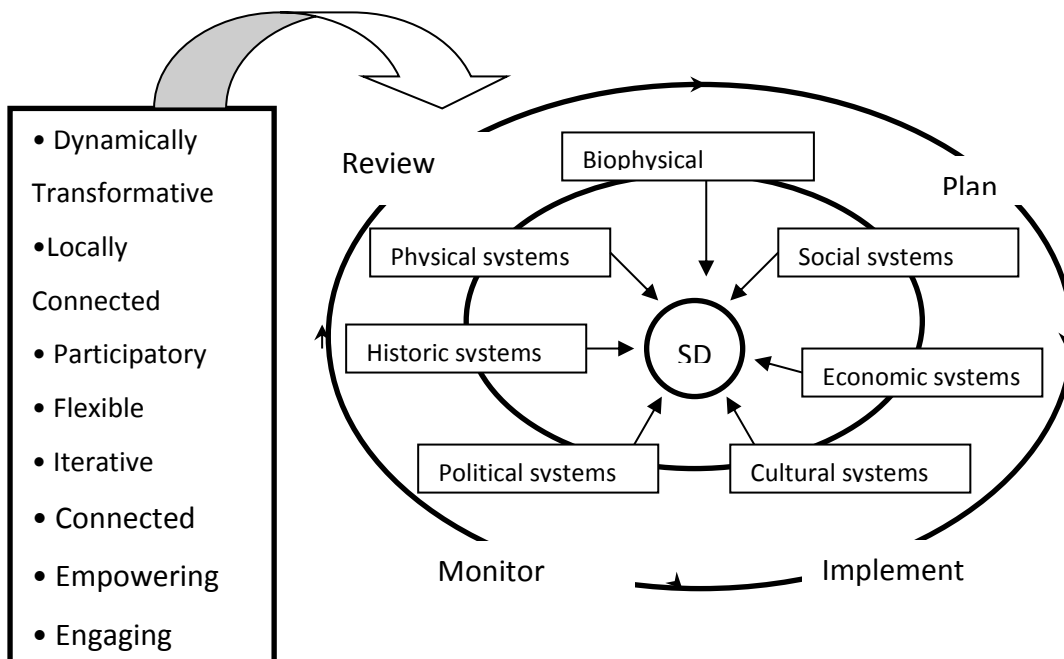 • Dynamically
Transformative
•Locally
Connected
• Participatory
• Flexible
• Iterative
• Connected
• Empowering
• Engaging
Review
Biophysical
Plan
Physical systems
Social systems
Historic systems
SD
Economic systems
Political systems
Cultural systems
Monitor
Implement